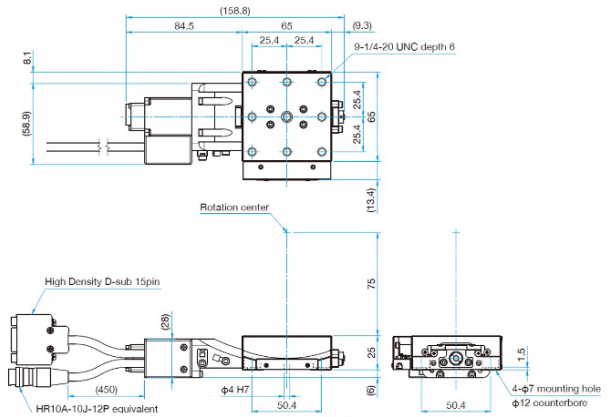 (158.8)
84.5
65
(9.3)
25.4
25.4
9-1/4-20 UNC depth 6
8.1
(58.9)
25.4
25.4
65
(13.4)
Rotation center
75
High Density D-sub 15pin
(28)
25
(6)
1.5
(450)
φ4 H7
50.4
50.4
4-φ7 mounting hole
φ12 counterbore
HR10A-10J-12P equivalent